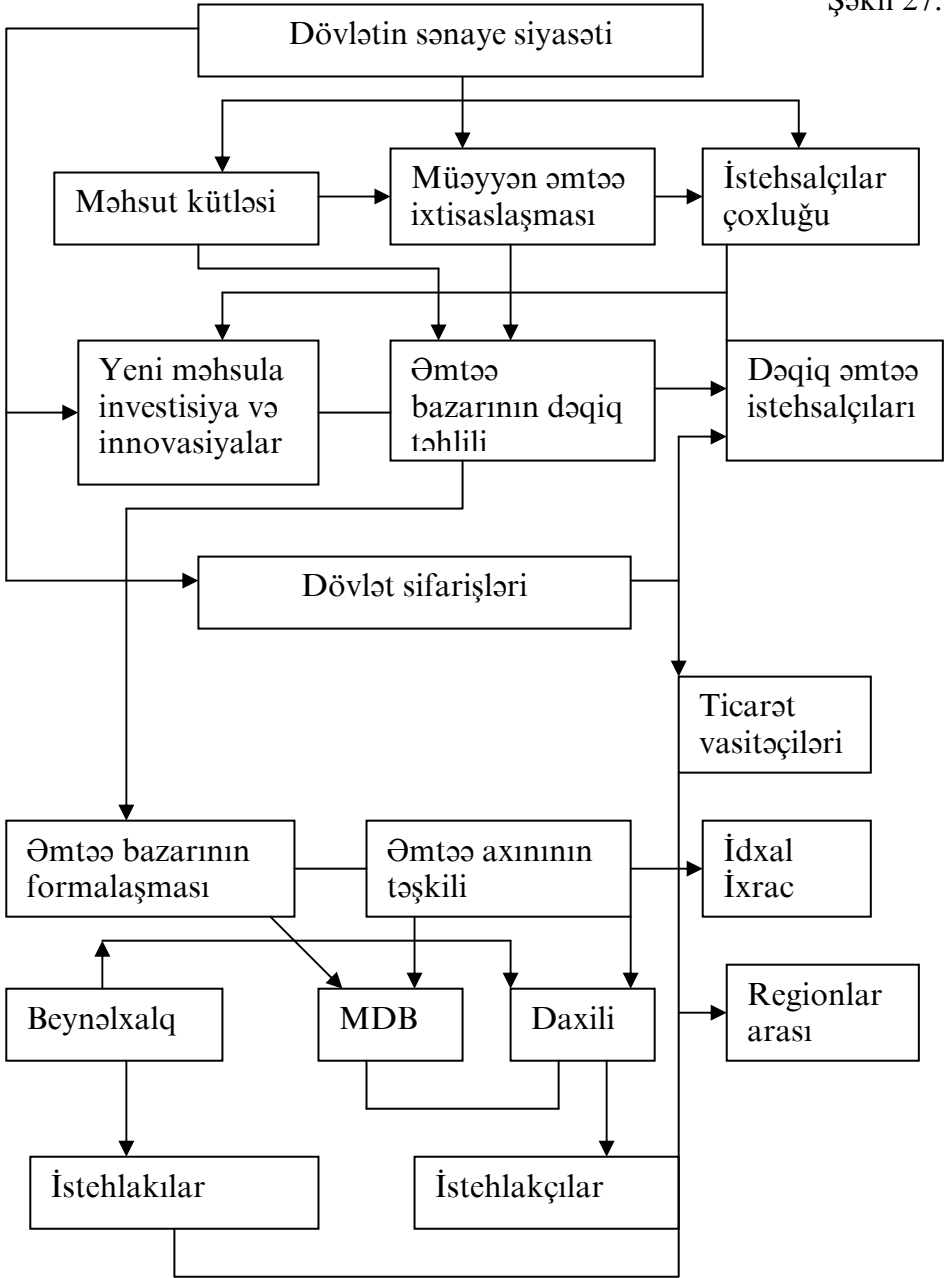 Şəkil 27.
Dövlətin sənaye siyasəti
Məhsut kütləsi
Müəyyən əmtəə
ixtisaslaşması
İstehsalçılar
çoxluğu
Yeni məhsula
investisiya və
innovasiyalar
Əmtəə
bazarının dəqiq
təhlili
Dəqiq əmtəə
istehsalçıları
Dövlət sifarişləri
Ticarət
vasitəçiləri
Əmtəə bazarının
formalaşması
Əmtəə axınının
təşkili
İdxal
İxrac
Beynəlxalq
MDB
Daxili
Regionlar
arası
İstehlakılar
İstehlakçılar